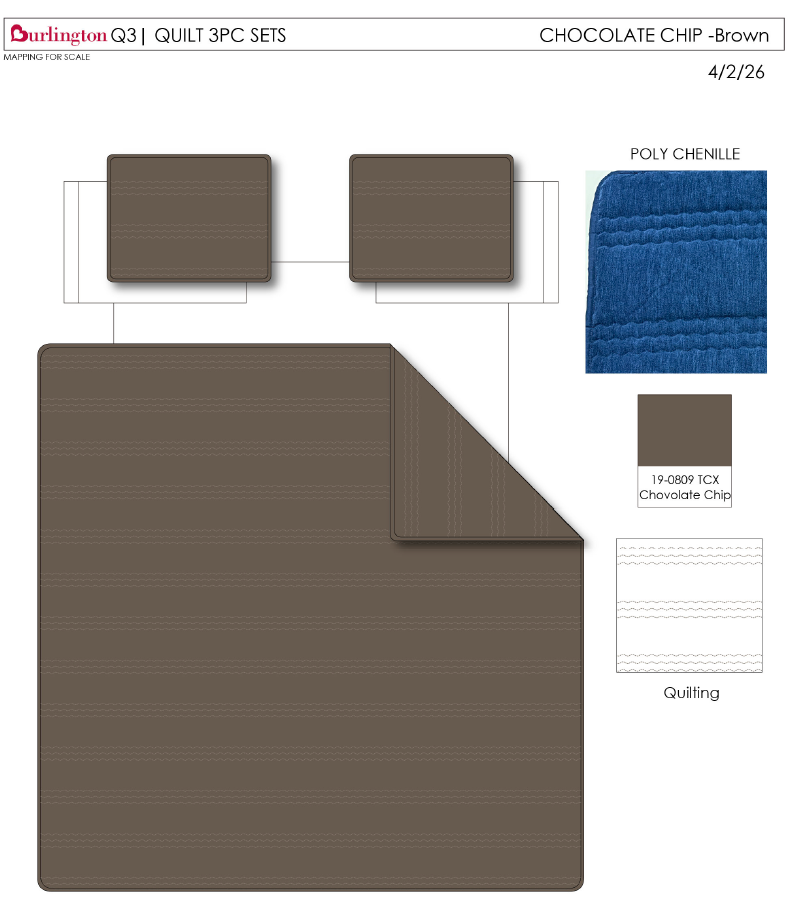 Burlington Q3| QUILT 3PC SETS
CHOCOLATE CHIP -Brown
MAPPING FOR SCALE
4/2/26
POLY CHENILLE
19-0809 TCX
Chovolate Chip
Quilting